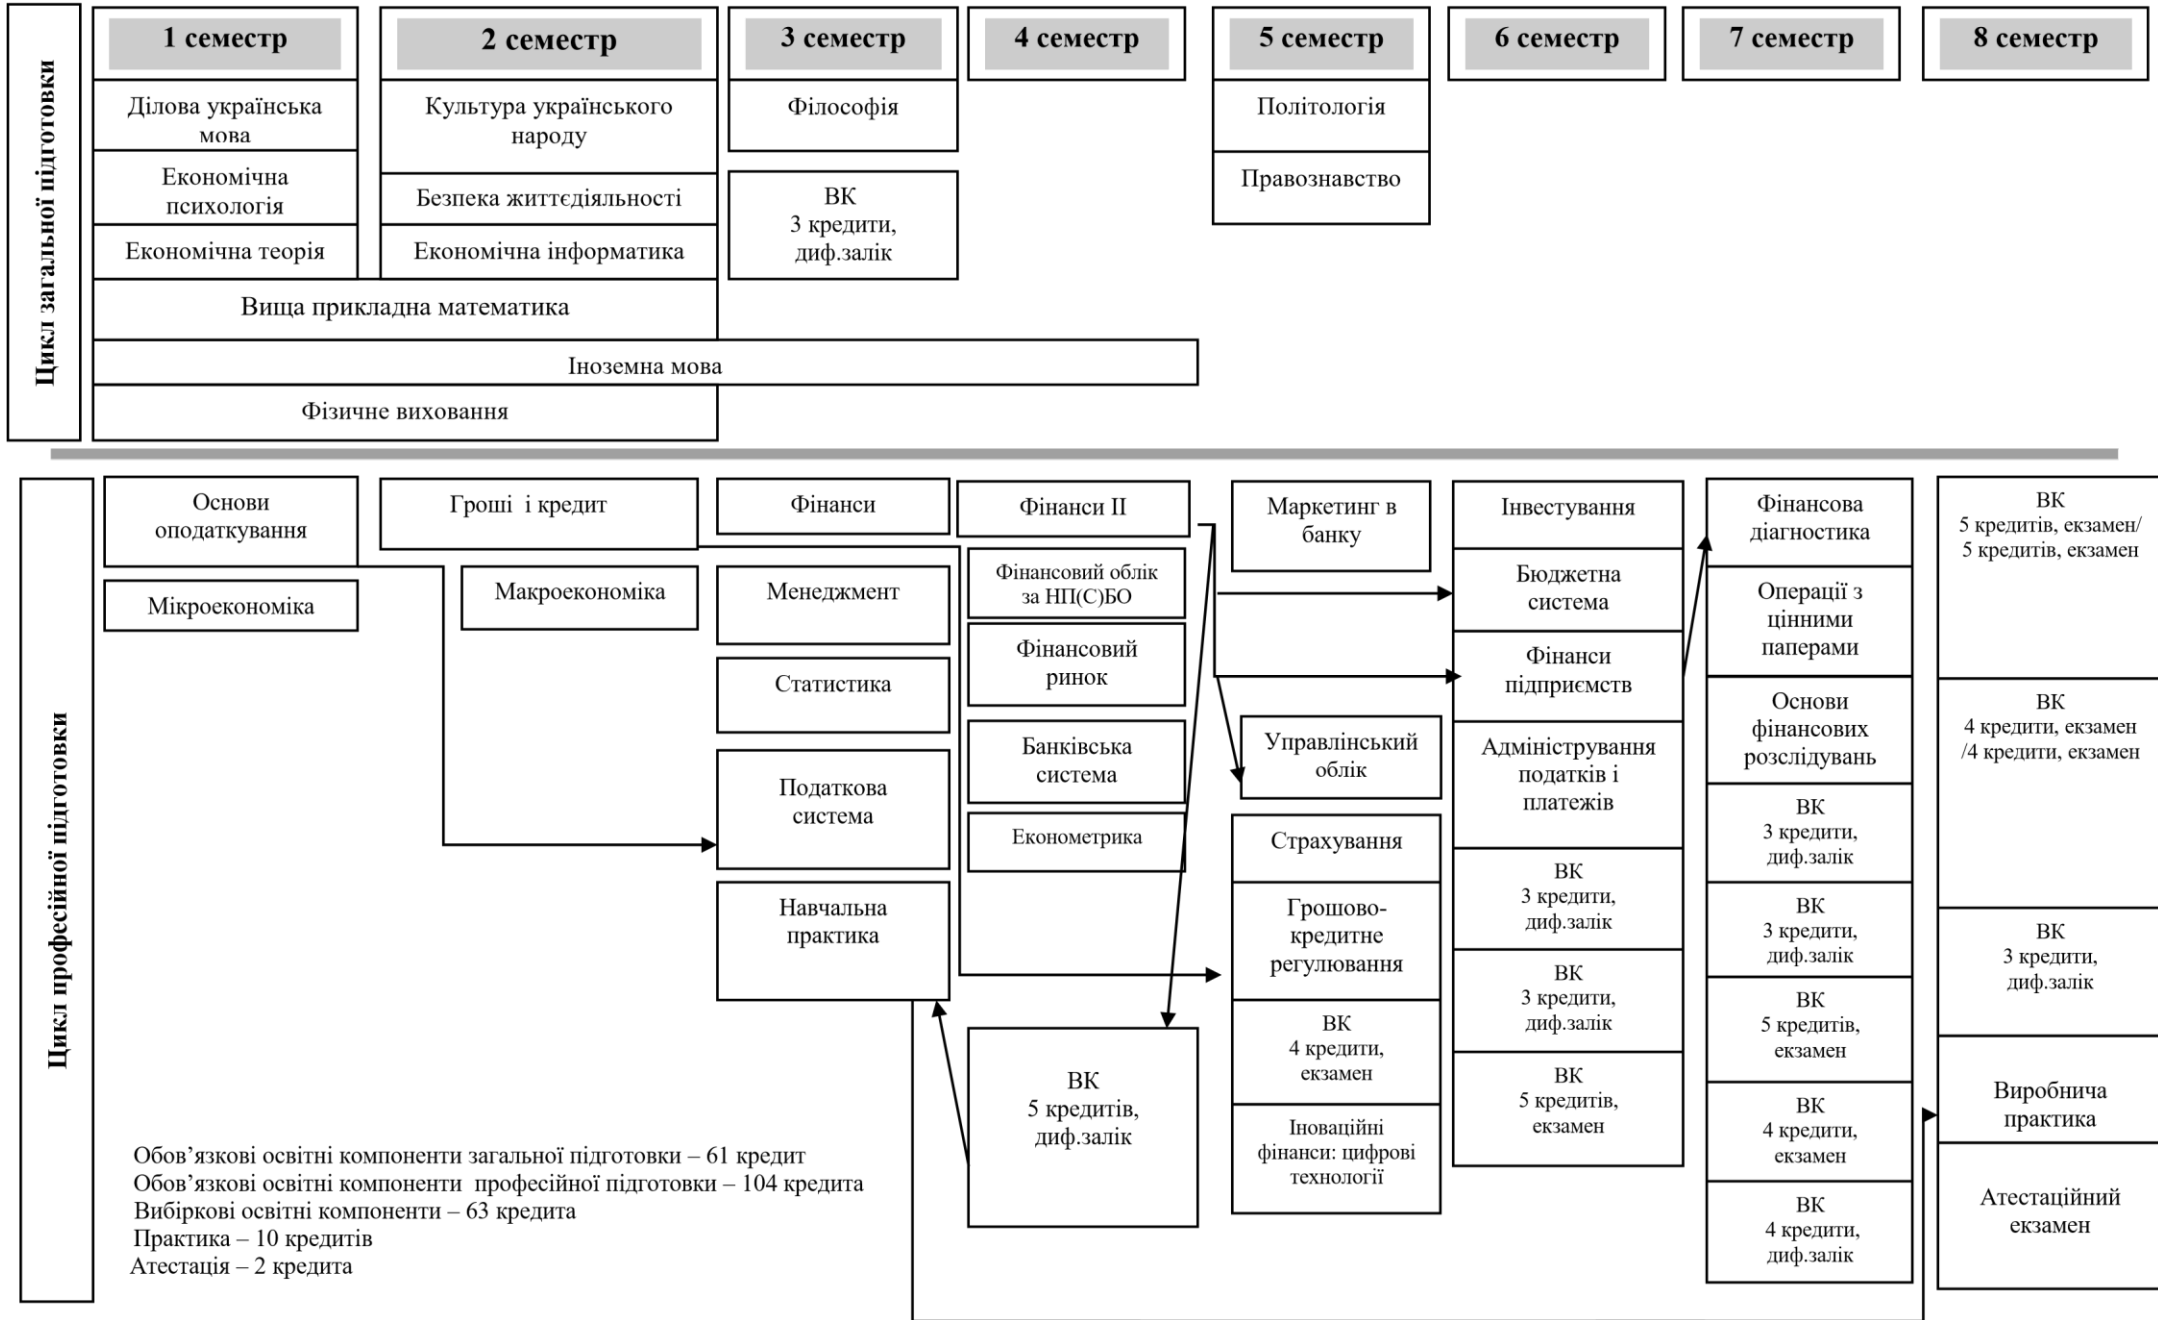 Цикл загальної підготовки
1 семестр
2 семестр
3 семестр
4 семестр
5 семестр
6 семестр
7 семестр
8 семестр
Ділова українська
мова
Економічна
психологія
Економічна теорія
Культура українського
народу
Безпека життєдіяльності
Економічна інформатика
Філософія
ВК
3 кредити,
диф.залік
Політологія
Правознавство
Вища прикладна математика
Іноземна мова
Фізичне виховання
Цикл професійної підготовки
Основи
оподаткування
Мікроекономіка
Гроші і кредит
Макроекономіка
Фінанси
Менеджмент
Статистика
Податкова
система
Навчальна
практика
Фінанси ІІ
Фінансовий облік
за НП(С)БО
Фінансовий
ринок
Банківська
система
Економетрика
ВК
5 кредитів,
диф.залік
Маркетинг в
банку
Управлінський
облік
Страхування
Грошово-
кредитне
регулювання
ВК
4 кредити,
екзамен
Іноваційні
фінанси: цифрові
технології
Інвестування
Бюджетна
система
Фінанси
підприємств
Адміністрування
податків і
платежів
ВК
3 кредити,
диф.залік
ВК
3 кредити,
диф.залік
ВК
5 кредитів,
екзамен
Фінансова
діагностика
Операції з
цінними
паперами
Основи
фінансових
розслідувань
ВК
3 кредити,
диф.залік
ВК
3 кредити,
диф.залік
ВК
5 кредитів,
екзамен
ВК
4 кредити,
екзамен
ВК
4 кредити,
диф.залік
ВК
5 кредитів, екзамен/
5 кредитів, екзамен
ВК
4 кредити, екзамен
/4 кредити, екзамен
ВК
3 кредити,
диф.залік
Виробнича
практика
Атестаційний
екзамен
Обов’язкові освітні компоненти загальної підготовки – 61 кредит
Обов’язкові освітні компоненти професійної підготовки – 104 кредита
Вибіркові освітні компоненти – 63 кредита
Практика – 10 кредитів
Атестація – 2 кредита